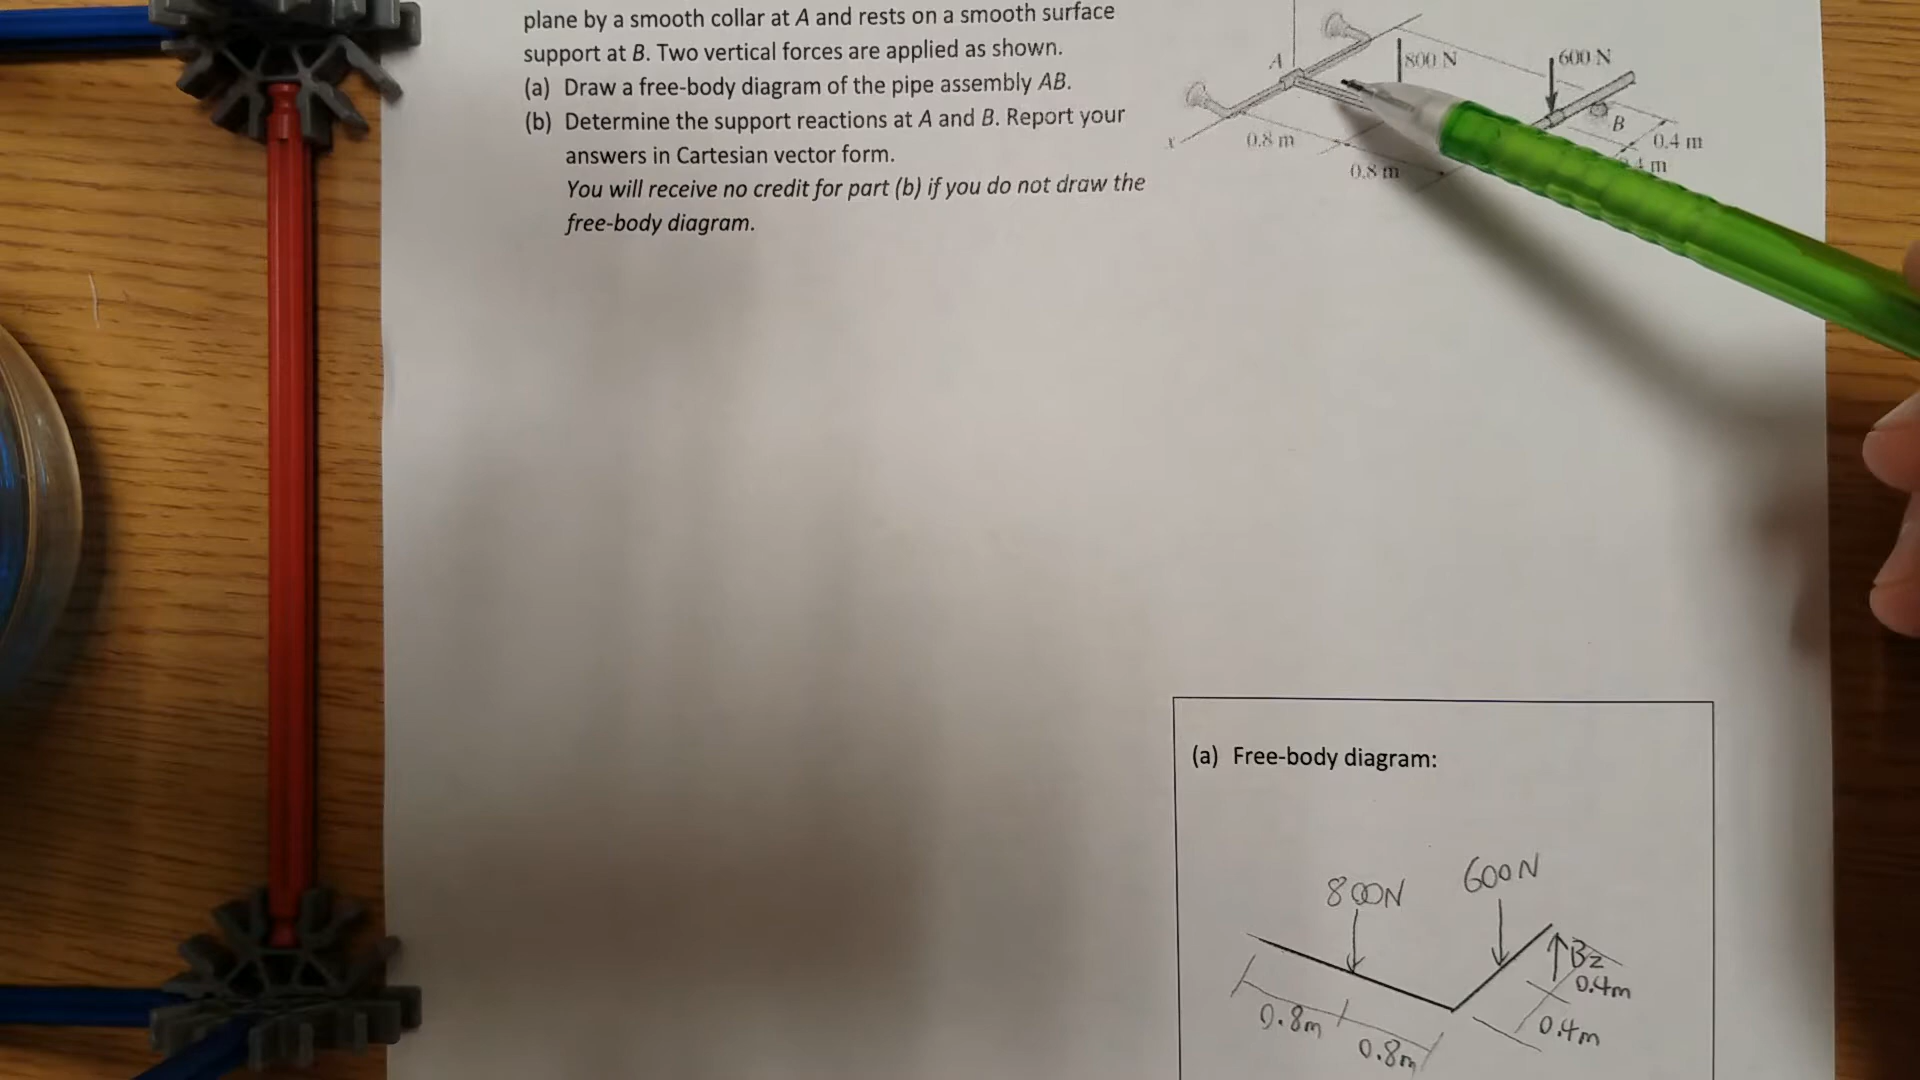 plane by a smooth collar at A and rests on a smooth surface
support at B. Two vertical forces are applied as shown.
(a) Draw a free-body diagram of the pipe assembly AB.
(b) Determine the support reactions at A and B. Report your
answers in Cartesian vector form.
You will receive no credit for part (b) if you do not draw the
free-body diagram.
A
800 N
600 N
B
x
0.8 m
0.8 m
0.4 m
m
(a) Free-body diagram:
800N
600N
Bz
0.4m
0.4m
0.8m
0.8m